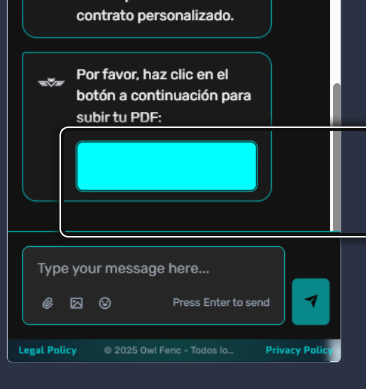 contrato personalizado.
Por favor, haz clic en el
botón a continuación para
subir tu PDF:
Type your message here...
Press Enter to send
Legal Policy © 2025 Owl Fenc - Todos lo... Privacy Policy